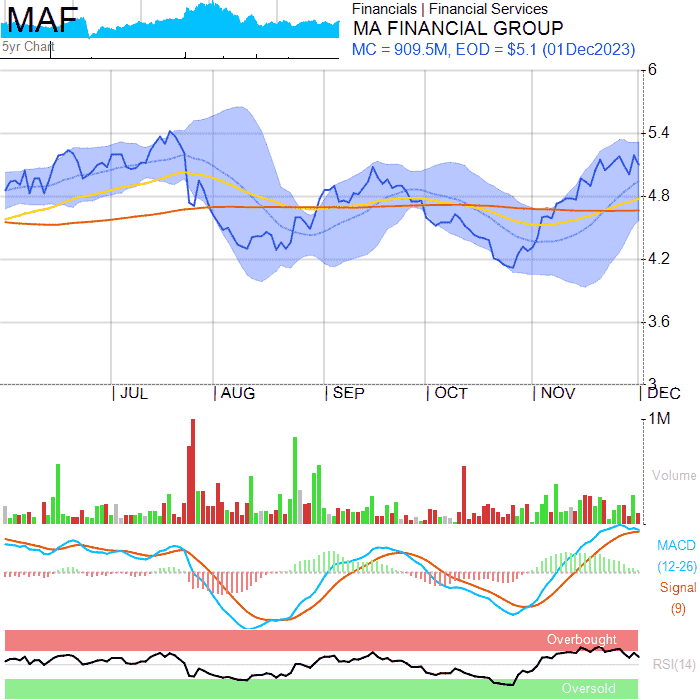 MAF
5yr Chart
Financials | Financial Services
MA FINANCIAL GROUP
MC = 909.5M, EOD = $5.1 (01Dec2023)
6
5.4
4.8
4.2
3.6
3
JUL AUG SEP OCT NOV DEC
1M
Volume
MACD
(12-26)
Signal
(9)
Overbought
RSI(14)
Oversold